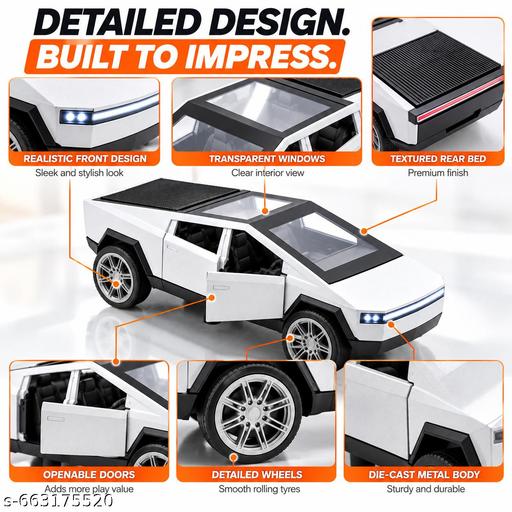 DETAILED DESIGN.
BUILT TO IMPRESS.
REALISTIC FRONT DESIGN
Sleek and stylish look
TRANSPARENT WINDOWS
Clear interior view
TEXTURED REAR BED
Premium finish
OPENABLE DOORS
Adds more play value
DETAILED WHEELS
Smooth rolling tyres
DIE-CAST METAL BODY
Sturdy and durable
s-663175520